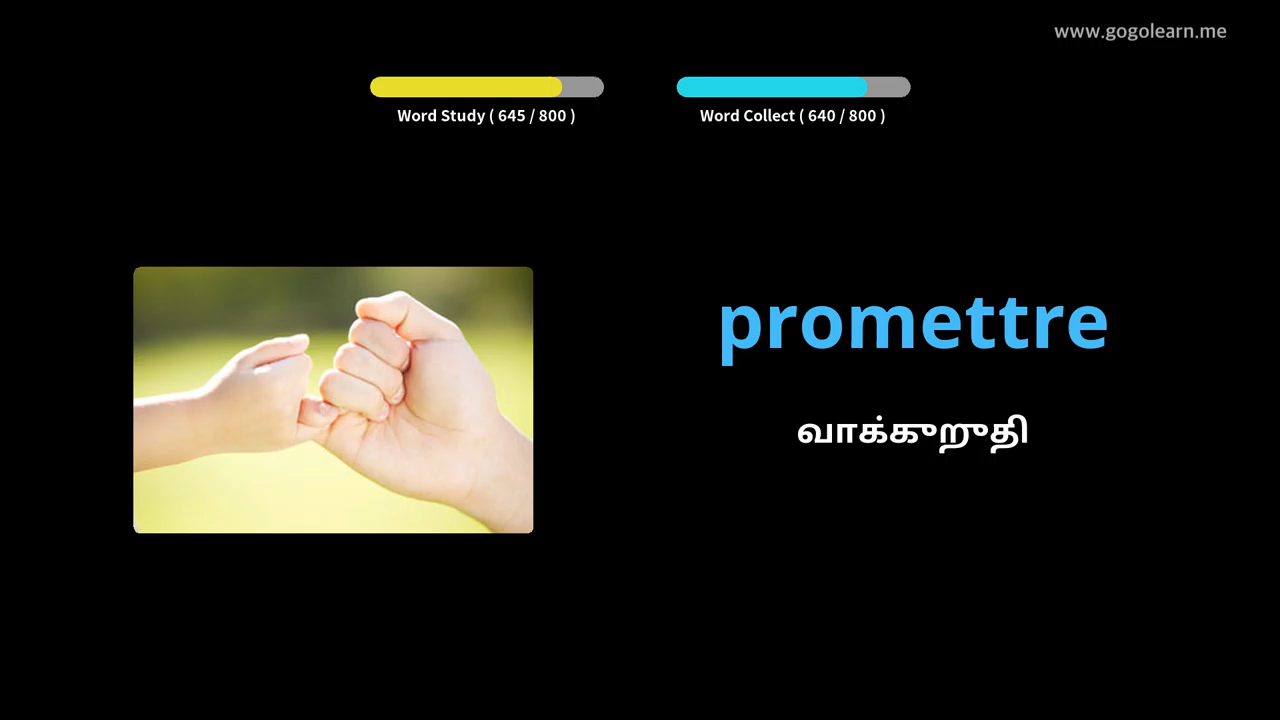 www.gogolearn.me
Word Study ( 645 / 800 )
Word Collect ( 640 / 800 )
promettre
வாக்குறுதி